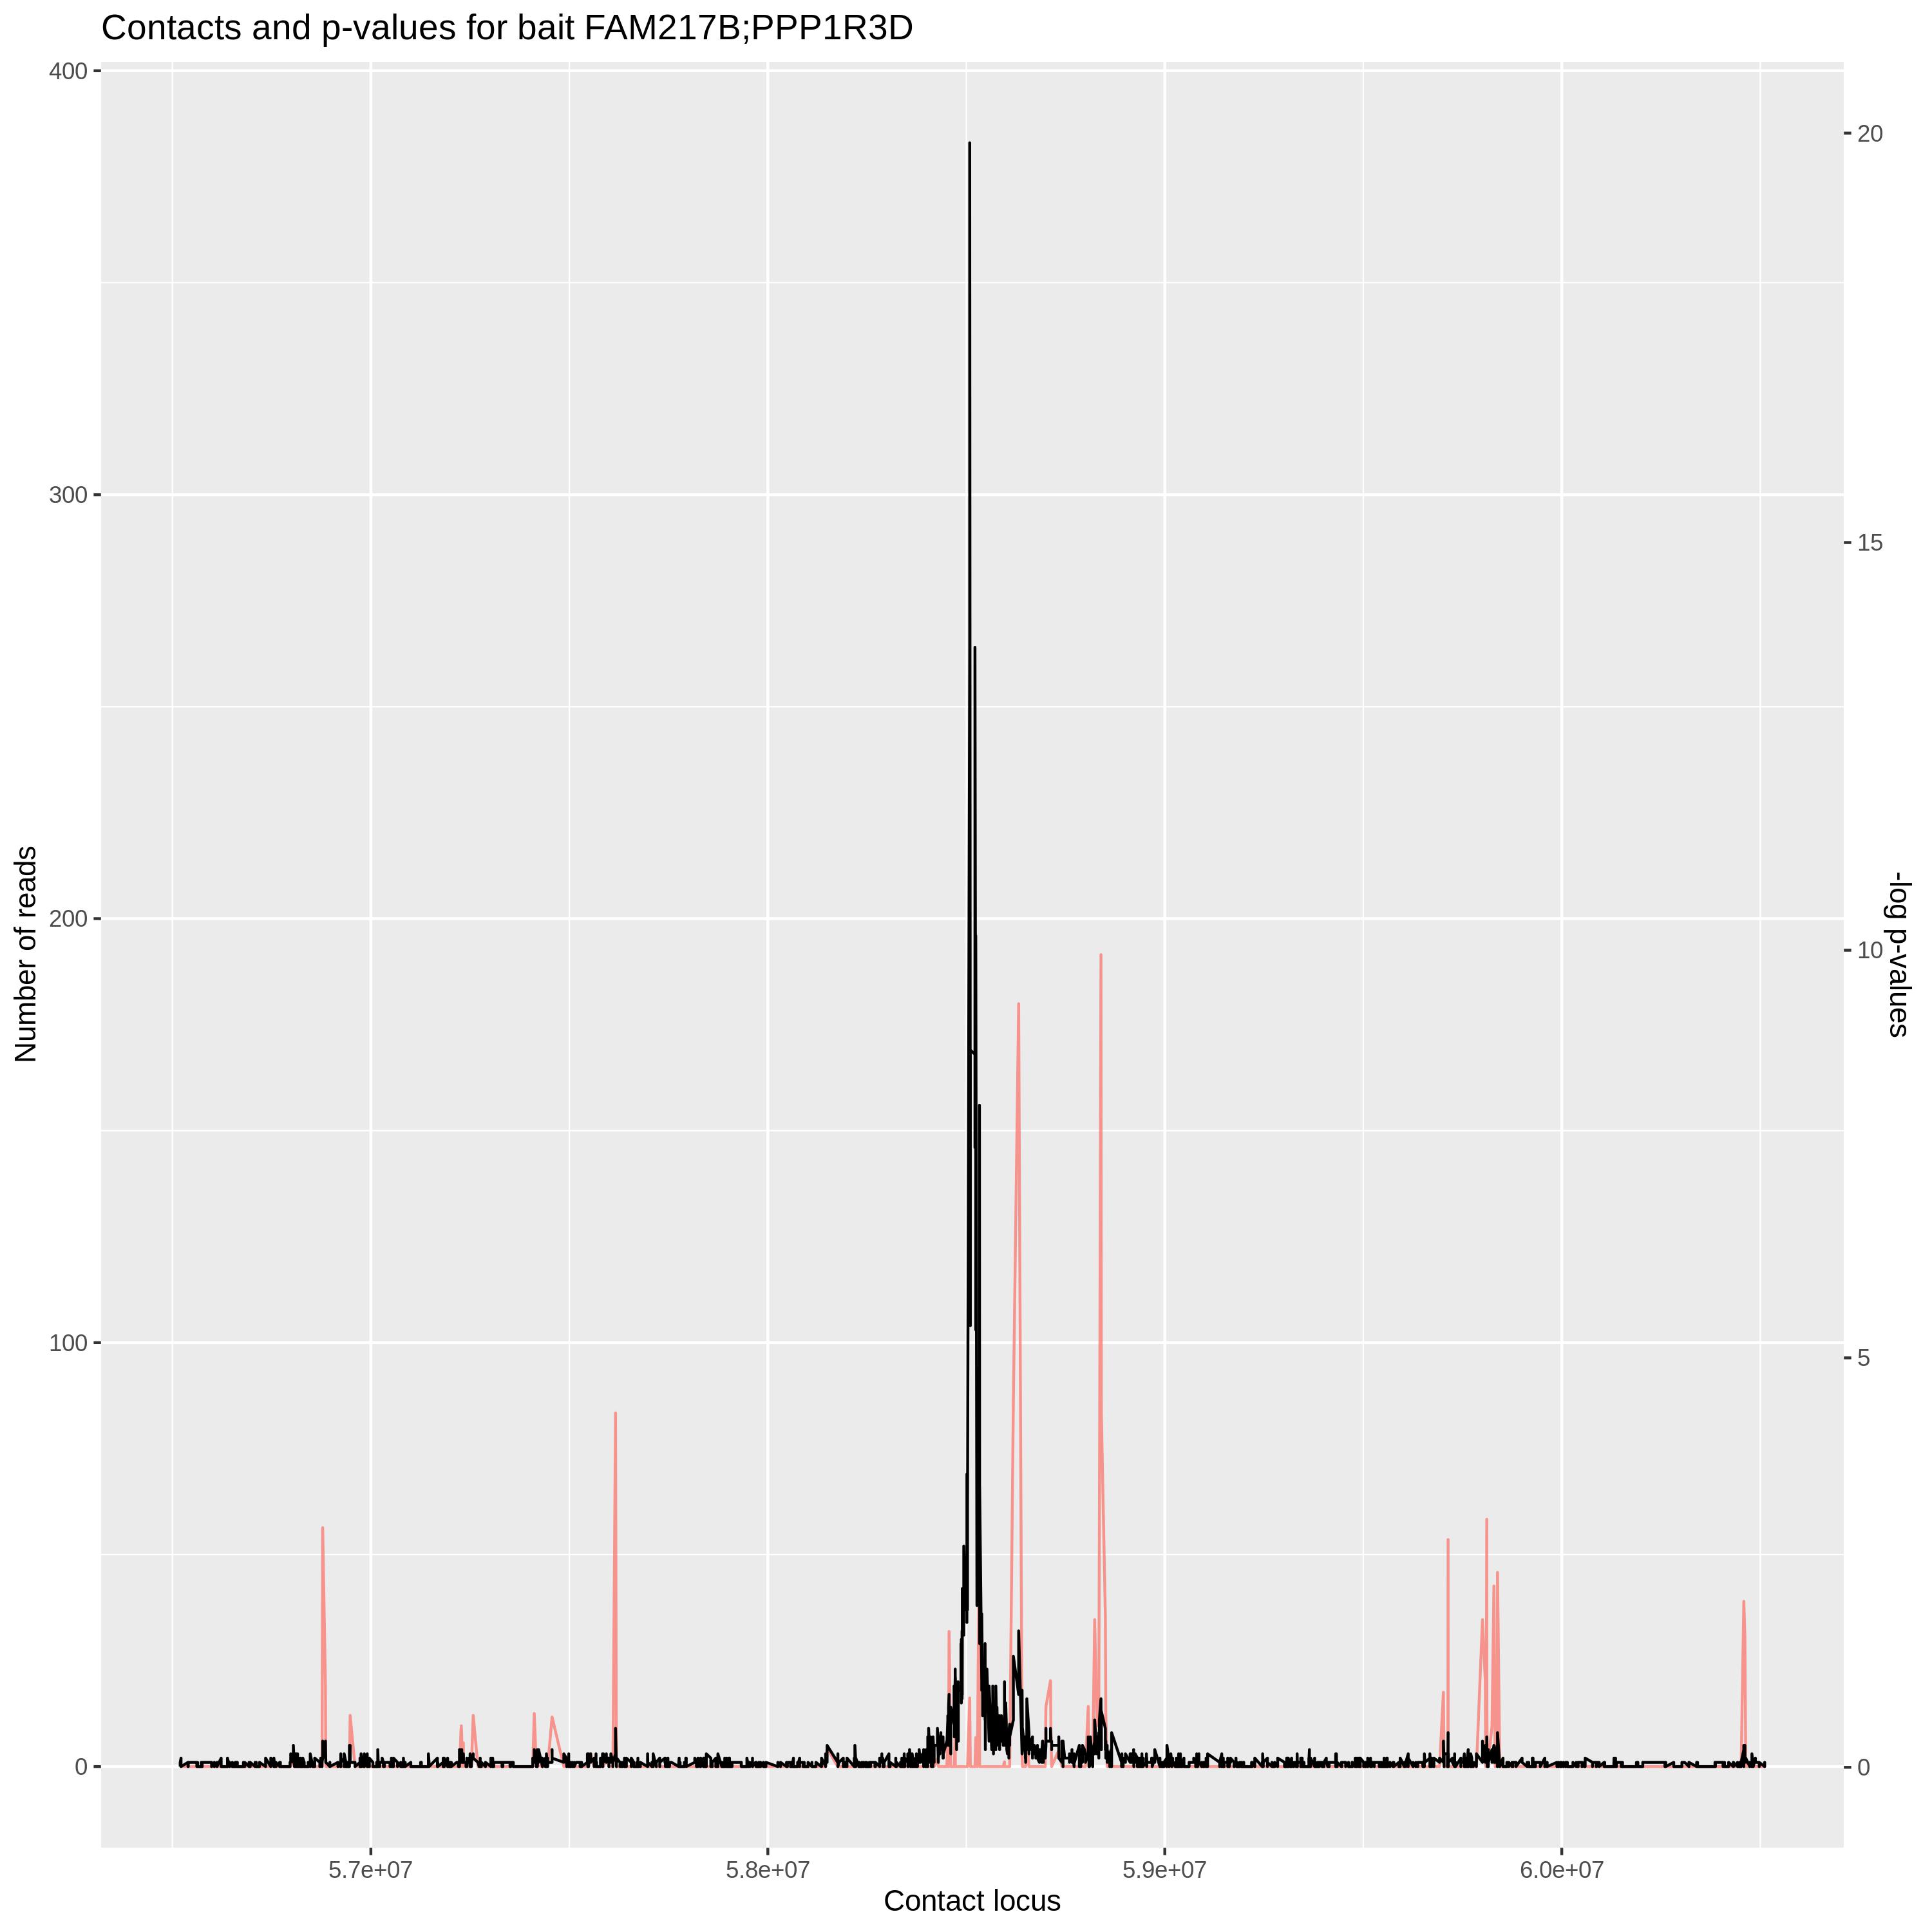 Contacts and p-values for bait FAM217B;PPP1R3D
400
300
200
100
0
Number of reads
20
15
10
5
0
-log p-values
5.7e+07
5.8e+07
5.9e+07
6.0e+07
Contact locus